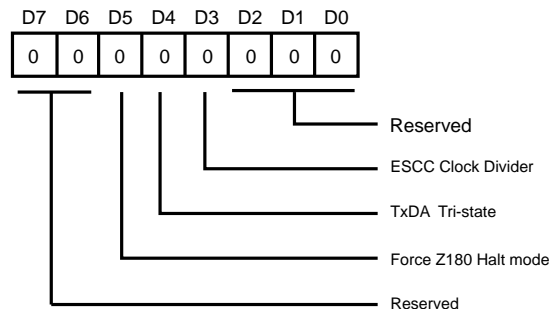 D7 D6 D5 D4 D3 D2 D1 D0
0 0 0 0 0 0 0 0
Reserved
ESCC Clock Divider
TxDA Tri-state
Force Z180 Halt mode
Reserved